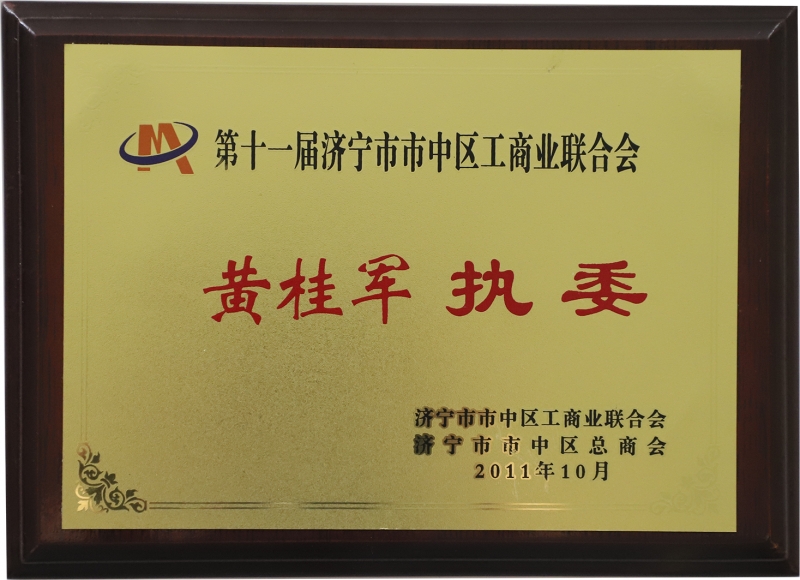 第十一届济宁市市中区工商业联合会
黄桂军 执委
济宁市市中区工商业联合会
济宁市市中区总商会
2011年10月